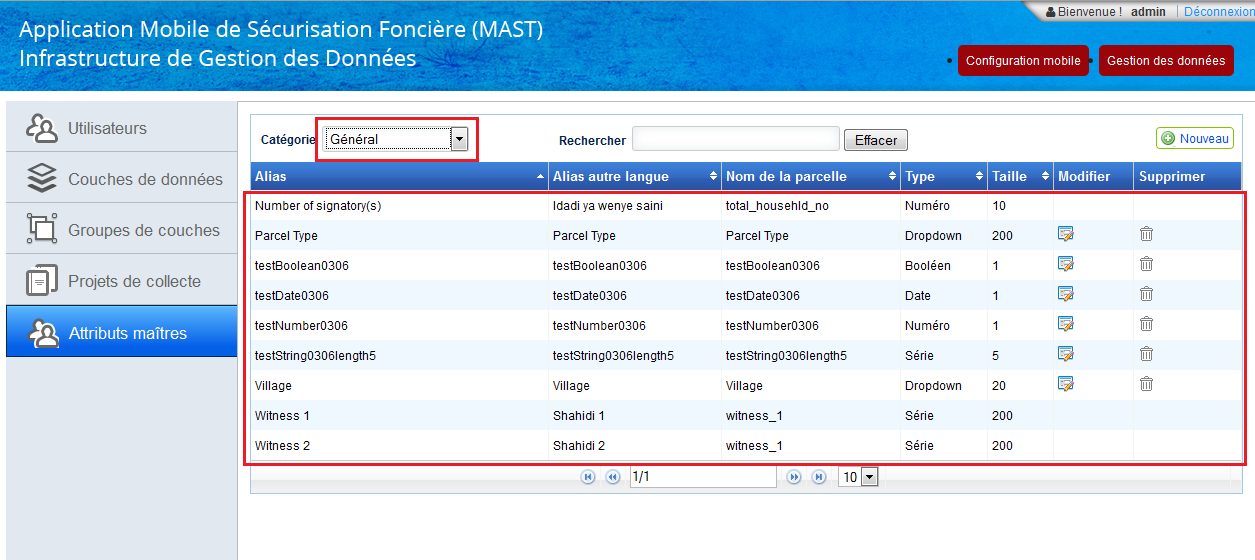 Bienvenue ! admin Déconnexion
Application Mobile de Sécurisation Foncière (MAST)
Infrastructure de Gestion des Données
Configuration mobile Gestion des données
Utilisateurs
Couches de données
Groupes de couches
Projets de collecte
Attributs maîtres
Catégorie Général Rechercher Effacer Nouveau
Alias Alias autre langue Nom de la parcelle Type Taille Modifier Supprimer
Number of signatory(s) Idadi ya wenye saini total_househld_no Numéro 10
Parcel Type Parcel Type Parcel Type Dropdown 200
testBoolean0306 testBoolean0306 testBoolean0306 Booléen 1
testDate0306 testDate0306 testDate0306 Date 1
testNumber0306 testNumber0306 testNumber0306 Numéro 1
testString0306length5 testString0306length5 testString0306length5 Série 5
Village Village Village Dropdown 20
Witness 1 Shahidi 1 witness_1 Série 200
Witness 2 Shahidi 2 witness_1 Série 200
1/1 10